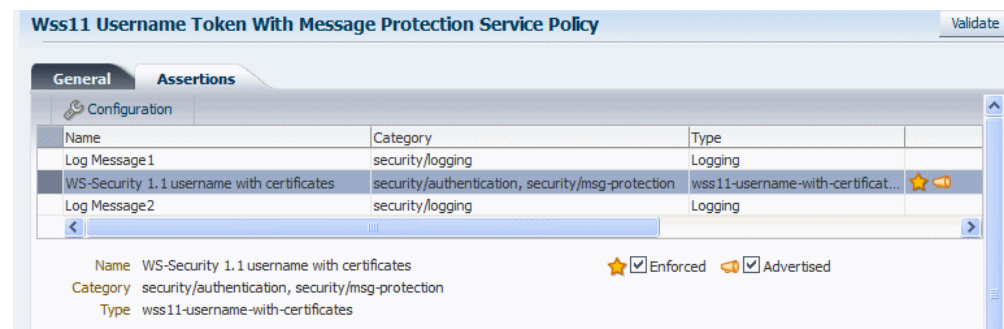 Wss11 Username Token With Message Protection Service Policy
Validate
General Assertions
Configuration
Name Category Type
Log Message1 security/logging Logging
WS-Security 1.1 username with certificates security/authentication, security/msg-protection wss11-username-with-certificat...
Log Message2 security/logging Logging
Name WS-Security 1.1 username with certificates Enforced Advertised
Category security/authentication, security/msg-protection
Type wss11-username-with-certificates